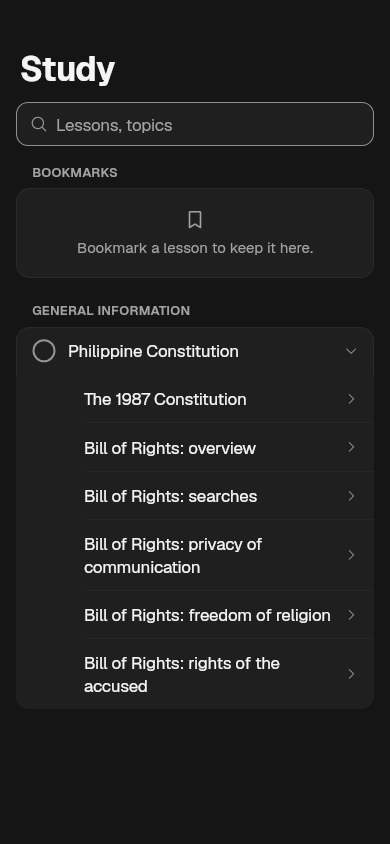 Study
Lessons, topics
BOOKMARKS
Bookmark a lesson to keep it here.
GENERAL INFORMATION
Philippine Constitution
The 1987 Constitution
Bill of Rights: overview
Bill of Rights: searches
Bill of Rights: privacy of
communication
Bill of Rights: freedom of religion
Bill of Rights: rights of the
accused